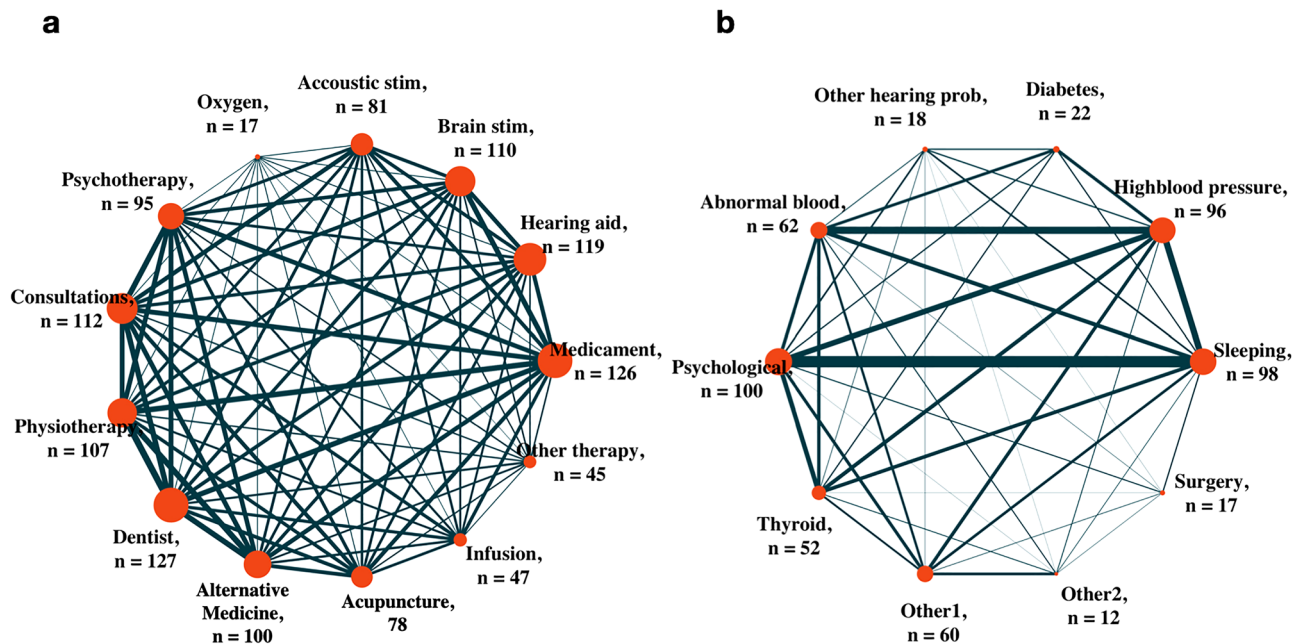 a
Accoustic stim,
n = 81
Oxygen,
n = 17
Brain stim,
n = 110
Psychotherapy,
n = 95
Hearing aid,
n = 119
Consultations,
n = 112
Medicament,
n = 126
Physiotherapy
n = 107
Other therapy,
n = 45
Dentist,
n = 127
Infusion,
n = 47
Alternative
Medicine,
n = 100
Acupuncture,
78
b
Other hearing prob,
n = 18
Diabetes,
n = 22
Abnormal blood,
n = 62
Highblood pressure,
n = 96
Psychological,
n = 100
Sleeping,
n = 98
Thyroid,
n = 52
Surgery,
n = 17
Other1,
n = 60
Other2,
n = 12